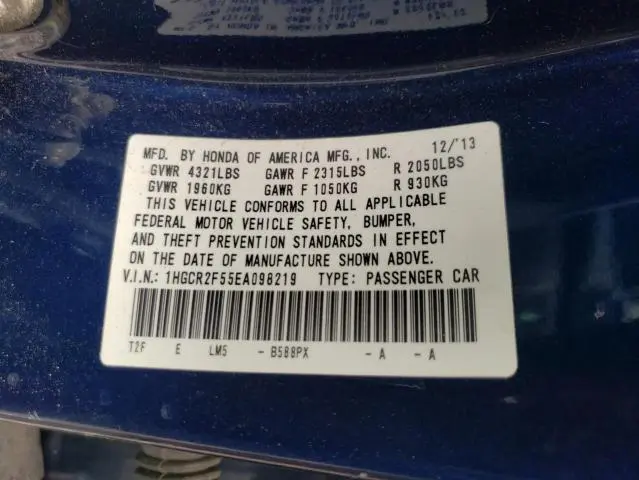 MFD. BY HONDA OF AMERICA MFG., INC. 12/'13
GVWR 4321LBS GAWR F 2315LBS R 2050LBS
GVWR 1960KG GAWR F 1050KG R 930KG
THIS VEHICLE CONFORMS TO ALL APPLICABLE
FEDERAL MOTOR VEHICLE SAFETY, BUMPER,
AND THEFT PREVENTION STANDARDS IN EFFECT
ON THE DATE OF MANUFACTURE SHOWN ABOVE.
V.I.N.: 1HGCR2F55EA098219 TYPE: PASSENGER CAR
T2F E LM5 - B588PX - A - A